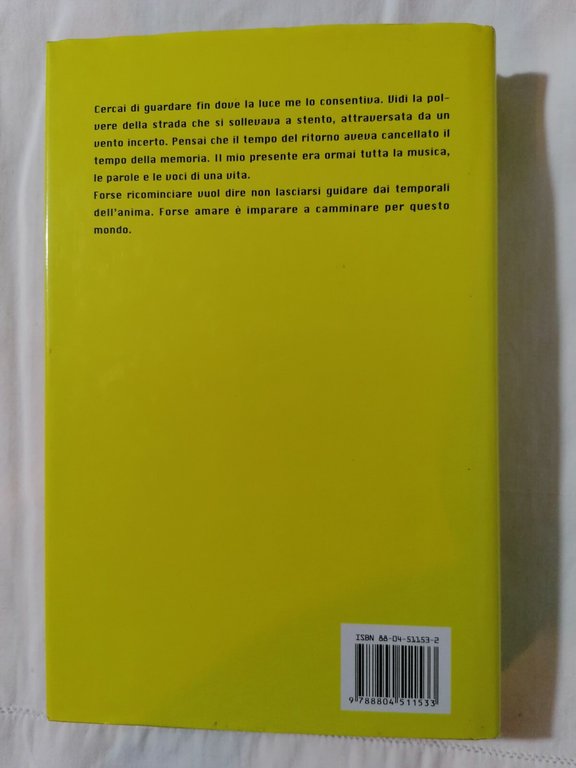 Cercai di guardare fin dove la luce me lo consentiva. Vidi la pol-
vere della strada che si sollevava a stento, attraversata da un
vento incerto. Pensai che il tempo del ritorno aveva cancellato il
tempo della memoria. Il mio presente era ormai tutta la musica,
le parole e le voci di una vita.
Forse ricominciare vuol dire non lasciarsi guidare dai temporali
dell'anima. Forse amare è imparare a camminare per questo
mondo.
ISBN 88-04-51153-2
9 788804 511533